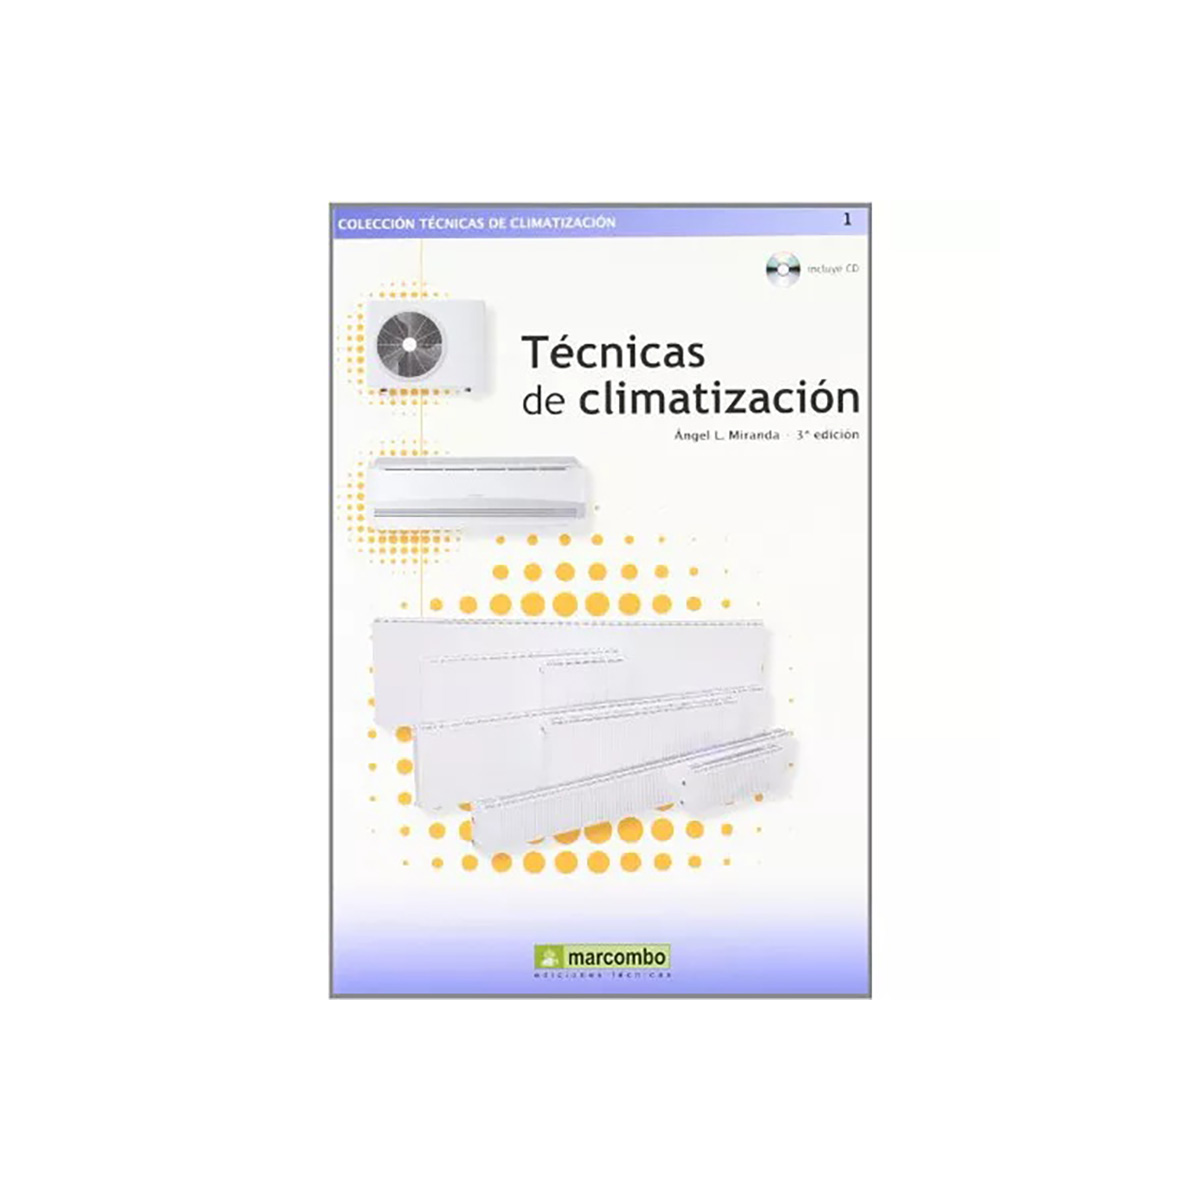 COLECCIÓN TÉCNICAS DE CLIMATIZACIÓN 1
incluye CD
Técnicas
de climatización
Ángel L. Miranda · 3ª edición
marcombo
ediciones técnicas